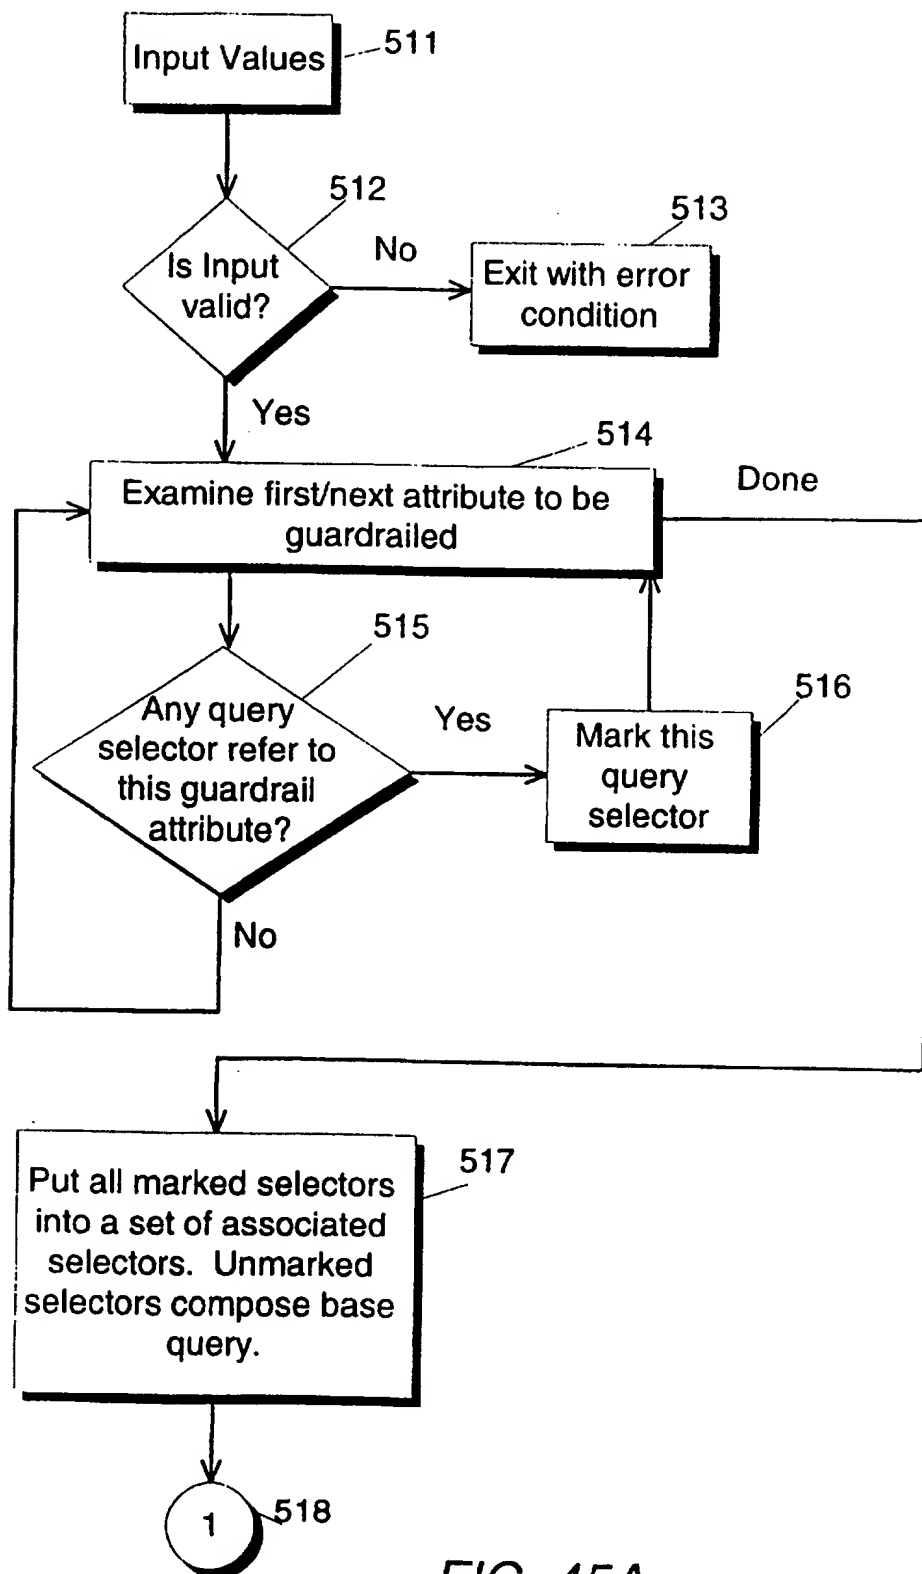 Input Values
511
512
Is Input
valid?
No
513
Exit with error
condition
Yes
514
Examine first/next attribute to be
guardrailed
Done
515
Any query
selector refer to
this guardrail
attribute?
Yes
516
Mark this
query
selector
No
517
Put all marked selectors
into a set of associated
selectors. Unmarked
selectors compose base
query.
1
518
FIG. 45A